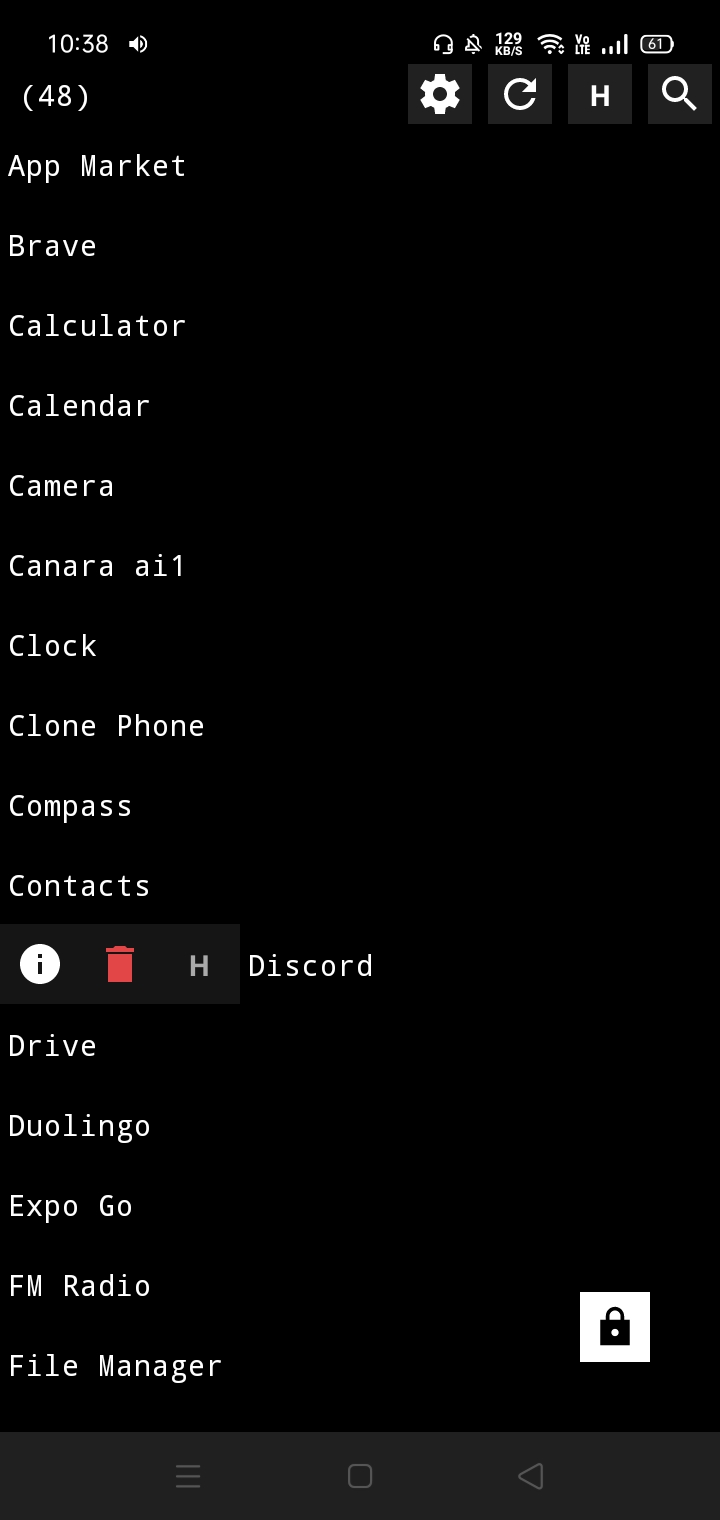 10:38 129 KB/S Vo LTE 61
(48) H
App Market
Brave
Calculator
Calendar
Camera
Canara ai1
Clock
Clone Phone
Compass
Contacts
H Discord
Drive
Duolingo
Expo Go
FM Radio
File Manager